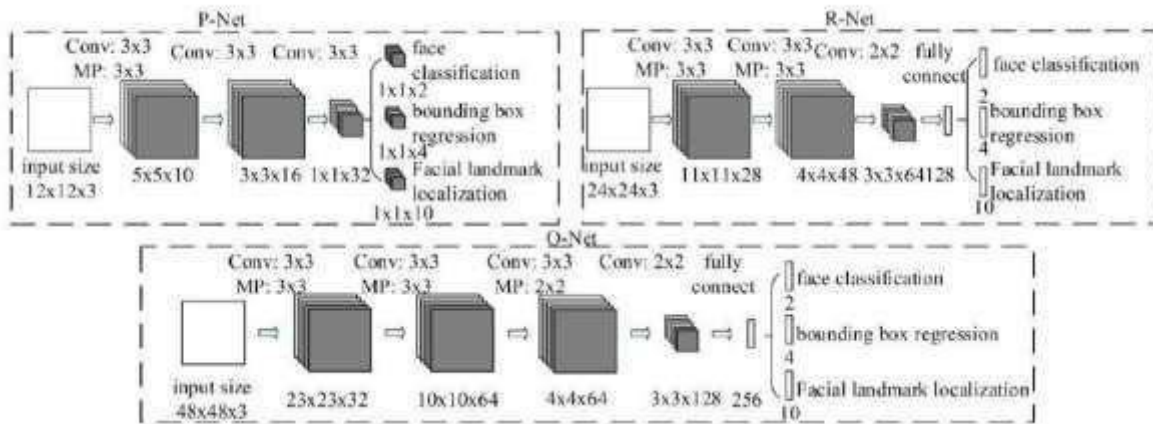 P-Net
Conv: 3x3
MP: 3x3
Conv: 3x3
Conv: 3x3
face
classification
1x1x2
bounding box
regression
1x1x4
Facial landmark
localization
1x1x10
input size
12x12x3
5x5x10
3x3x16
1x1x32
R-Net
Conv: 3x3
MP: 3x3
Conv: 3x3
MP: 3x3
Conv: 2x2
fully
connect
face classification
2
bounding box
regression
4
Facial landmark
localization
10
input size
24x24x3
11x11x28
4x4x48
3x3x64
128
O-Net
Conv: 3x3
MP: 3x3
Conv: 3x3
MP: 3x3
Conv: 3x3
MP: 2x2
Conv: 2x2
fully
connect
face classification
2
bounding box regression
4
Facial landmark localization
10
input size
48x48x3
23x23x32
10x10x64
4x4x64
3x3x128
256